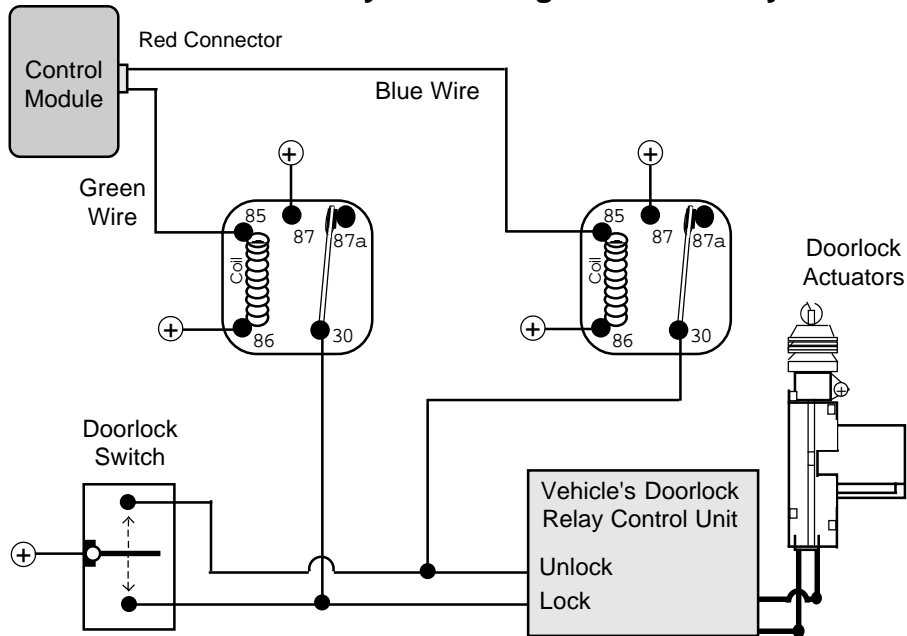 Red Connector
Control
Module
Blue Wire
Green
Wire
+
+
85
87
87a
Coil
+
86
30
85
87
87a
Coil
+
86
30
Doorlock
Actuators
Doorlock
Switch
+
Vehicle's Doorlock
Relay Control Unit
Unlock
Lock